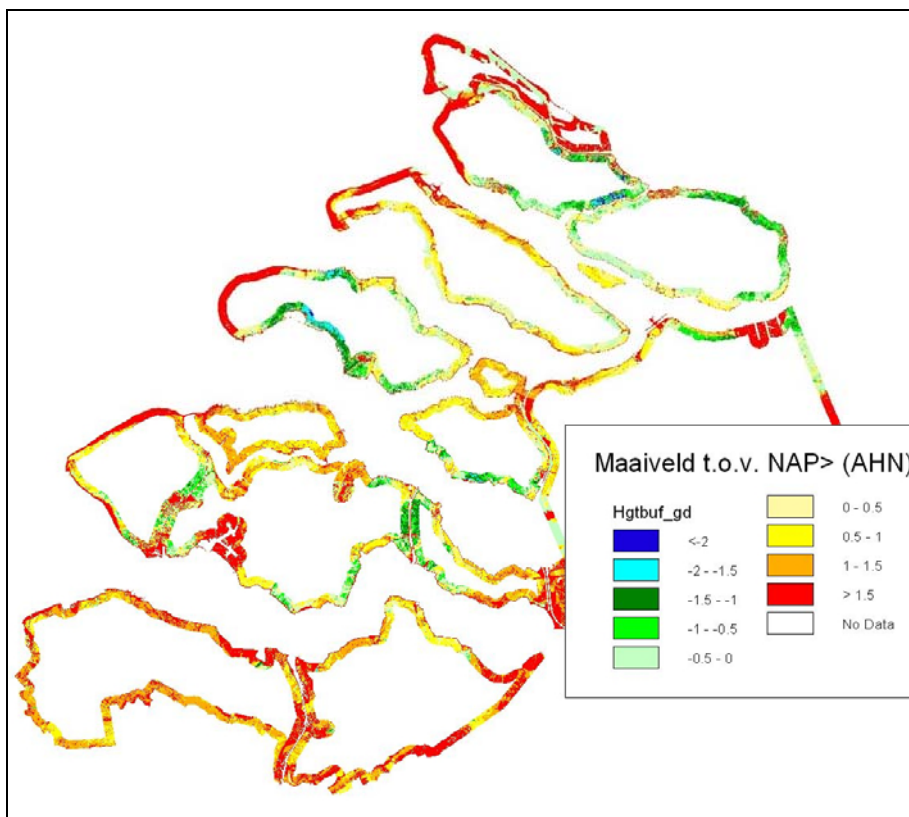 Maaiveld t.o.v. NAP> (AHN)
Hgtbuf_gd
<-2
-2 - -1.5
-1.5 - -1
-1 - -0.5
-0.5 - 0
0 - 0.5
0.5 - 1
1 - 1.5
> 1.5
No Data